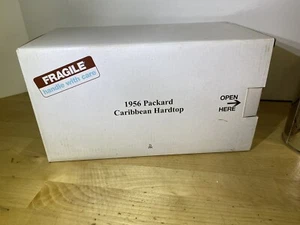 FRAGILE
handle with care
1956 Packard
Caribbean Hardtop
OPEN
HERE